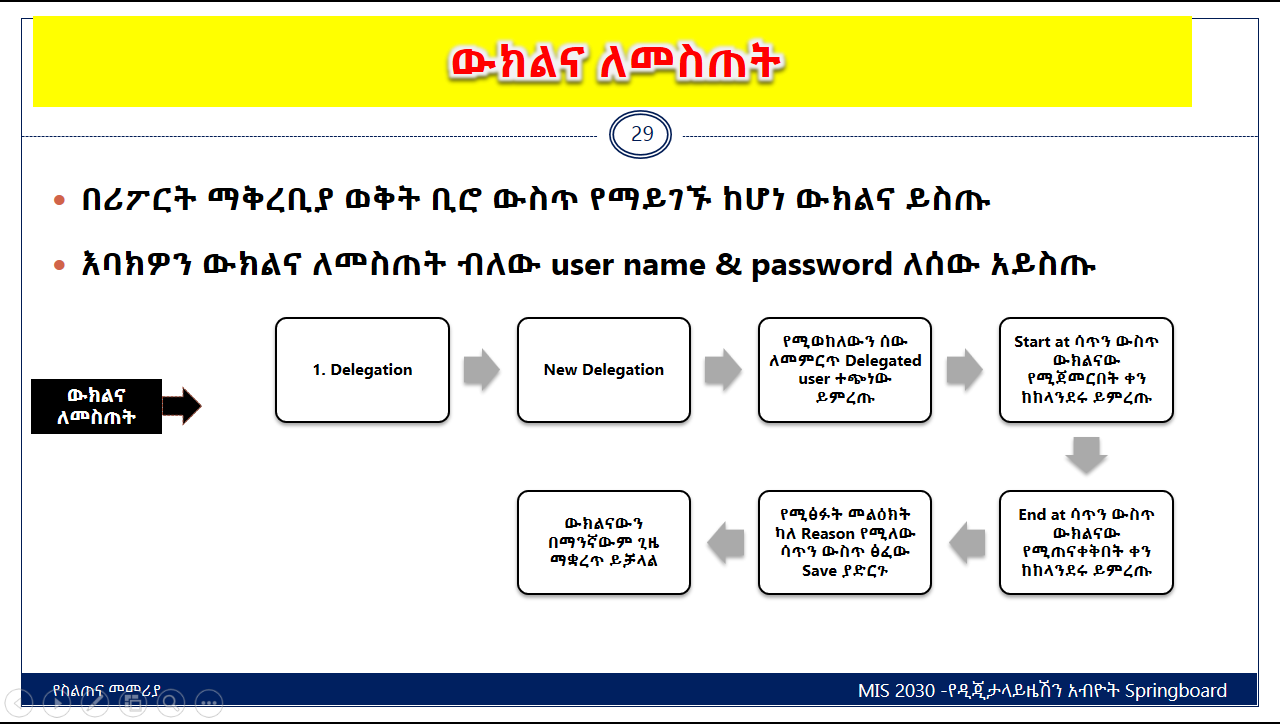 ውክልና ለመስጠት
29
• በሪፖርት ማቅረቢያ ወቅት ቢሮ ውስጥ የማይገኙ ከሆነ ውክልና ይስጡ
• እባክዎን ውክልና ለመስጠት ብለው user name & password ለሰው አይስጡ
ውክልና
ለመስጠት
1. Delegation
New Delegation
የሚወከለውን ሰው
ለመምርጥ Delegated
user ተጭነው
ይምረጡ
Start at ሳጥን ውስጥ
ውክልናው
የሚጀመርበት ቀን
ከከላንደሩ ይምረጡ
End at ሳጥን ውስጥ
ውክልናው
የሚጠናቀቅበት ቀን
ከከላንደሩ ይምረጡ
የሚፅፉት መልዕክት
ካለ Reason የሚለው
ሳጥን ውስጥ ፅፈው
Save ያድርጉ
ውክልናውን
በማንኛውም ጊዜ
ማቋረጥ ይቻላል
የስልጠና መመሪያ
MIS 2030 -የዲጂታላይዜሽን አብዮት Springboard